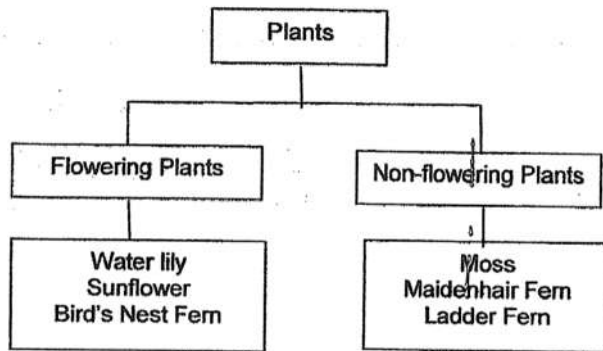 Plants
Flowering Plants
Non-flowering Plants
Water lily
Sunflower
Bird's Nest Fern
Moss
Maidenhair Fern
Ladder Fern